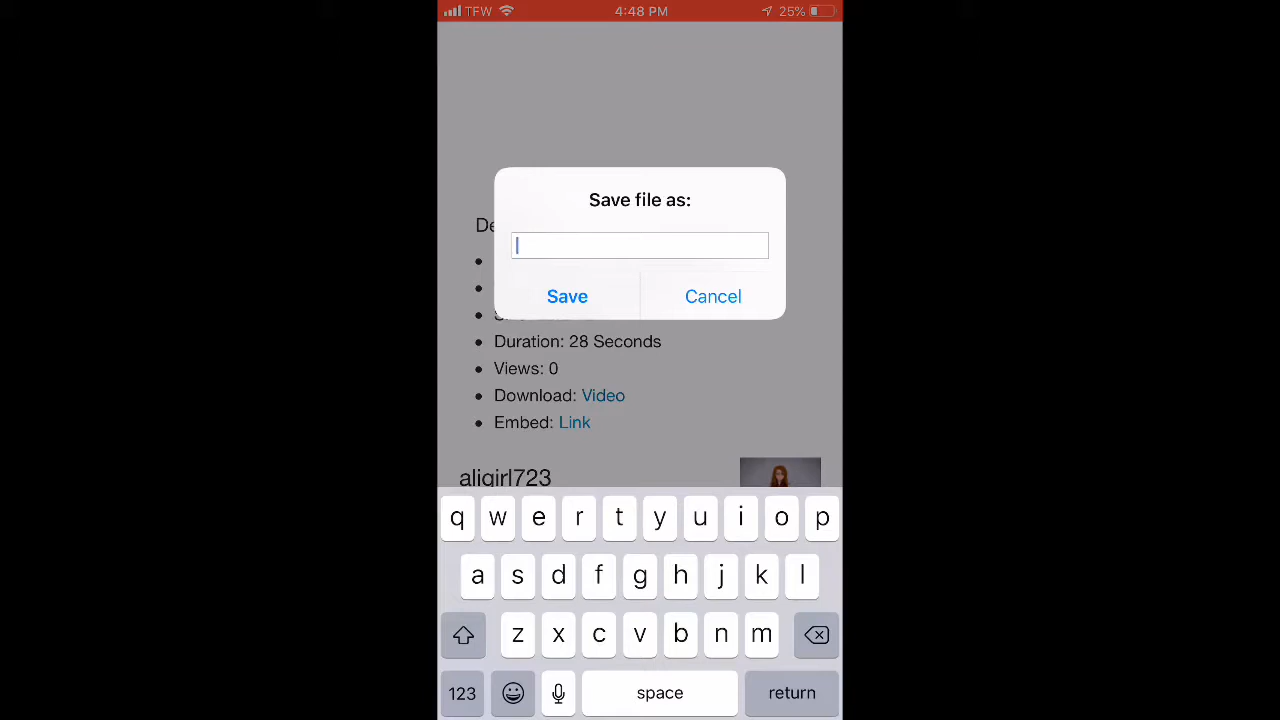 TFW 4:48 PM 25%
Save file as:
De
Save Cancel
Duration: 28 Seconds
Views: 0
Download: Video
Embed: Link
aligirl723
q w e r t y u i o p
a s d f g h j k l
z x c v b n m
123 space return